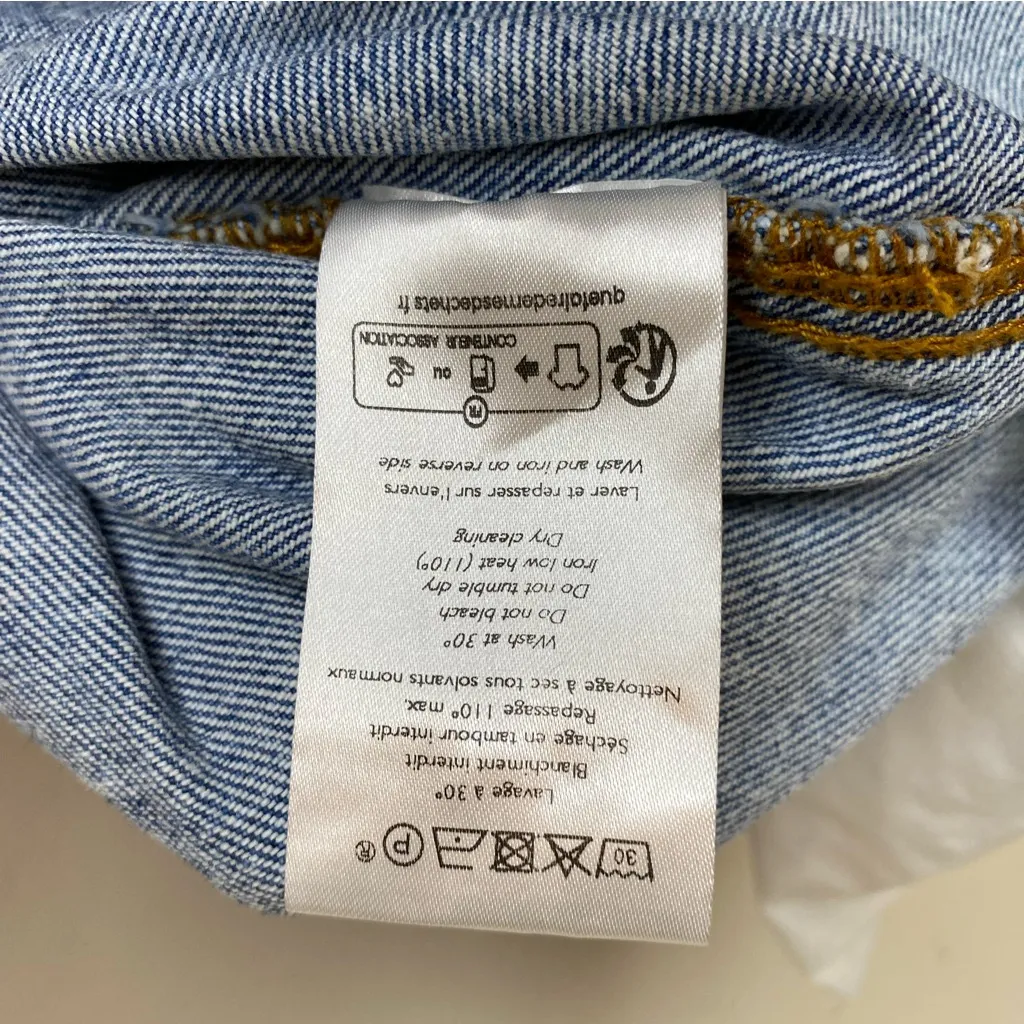 30 P ®
Lavage à 30°
Blanchiment interdit
Séchage en tambour interdit
Repassage 110° max.
Nettoyage à sec tous solvants normaux
Wash at 30°
Do not bleach
Do not tumble dry
Iron low heat (110°)
Dry cleaning
Laver et repasser sur l'envers
Wash and iron on reverse side
FR
ou
CONTENEUR ASSOCIATION
quefairedemesdechets.fr